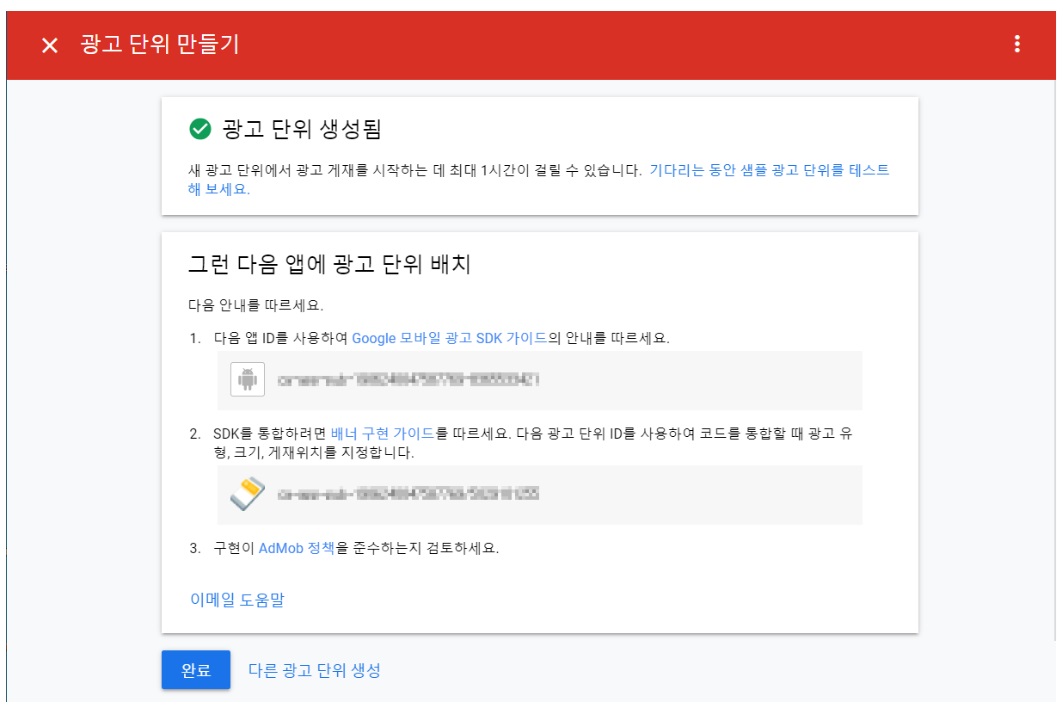 광고 단위 만들기
광고 단위 생성됨
새 광고 단위에서 광고 게재를 시작하는 데 최대 1시간이 걸릴 수 있습니다. 기다리는 동안 샘플 광고 단위를 테스트
해 보세요.
그런 다음 앱에 광고 단위 배치
다음 안내를 따르세요.
1. 다음 앱 ID를 사용하여 Google 모바일 광고 SDK 가이드의 안내를 따르세요.
2. SDK를 통합하려면 배너 구현 가이드를 따르세요. 다음 광고 단위 ID를 사용하여 코드를 통합할 때 광고 유
형, 크기, 게재위치를 지정합니다.
3. 구현이 AdMob 정책을 준수하는지 검토하세요.
이메일 도움말
완료 다른 광고 단위 생성